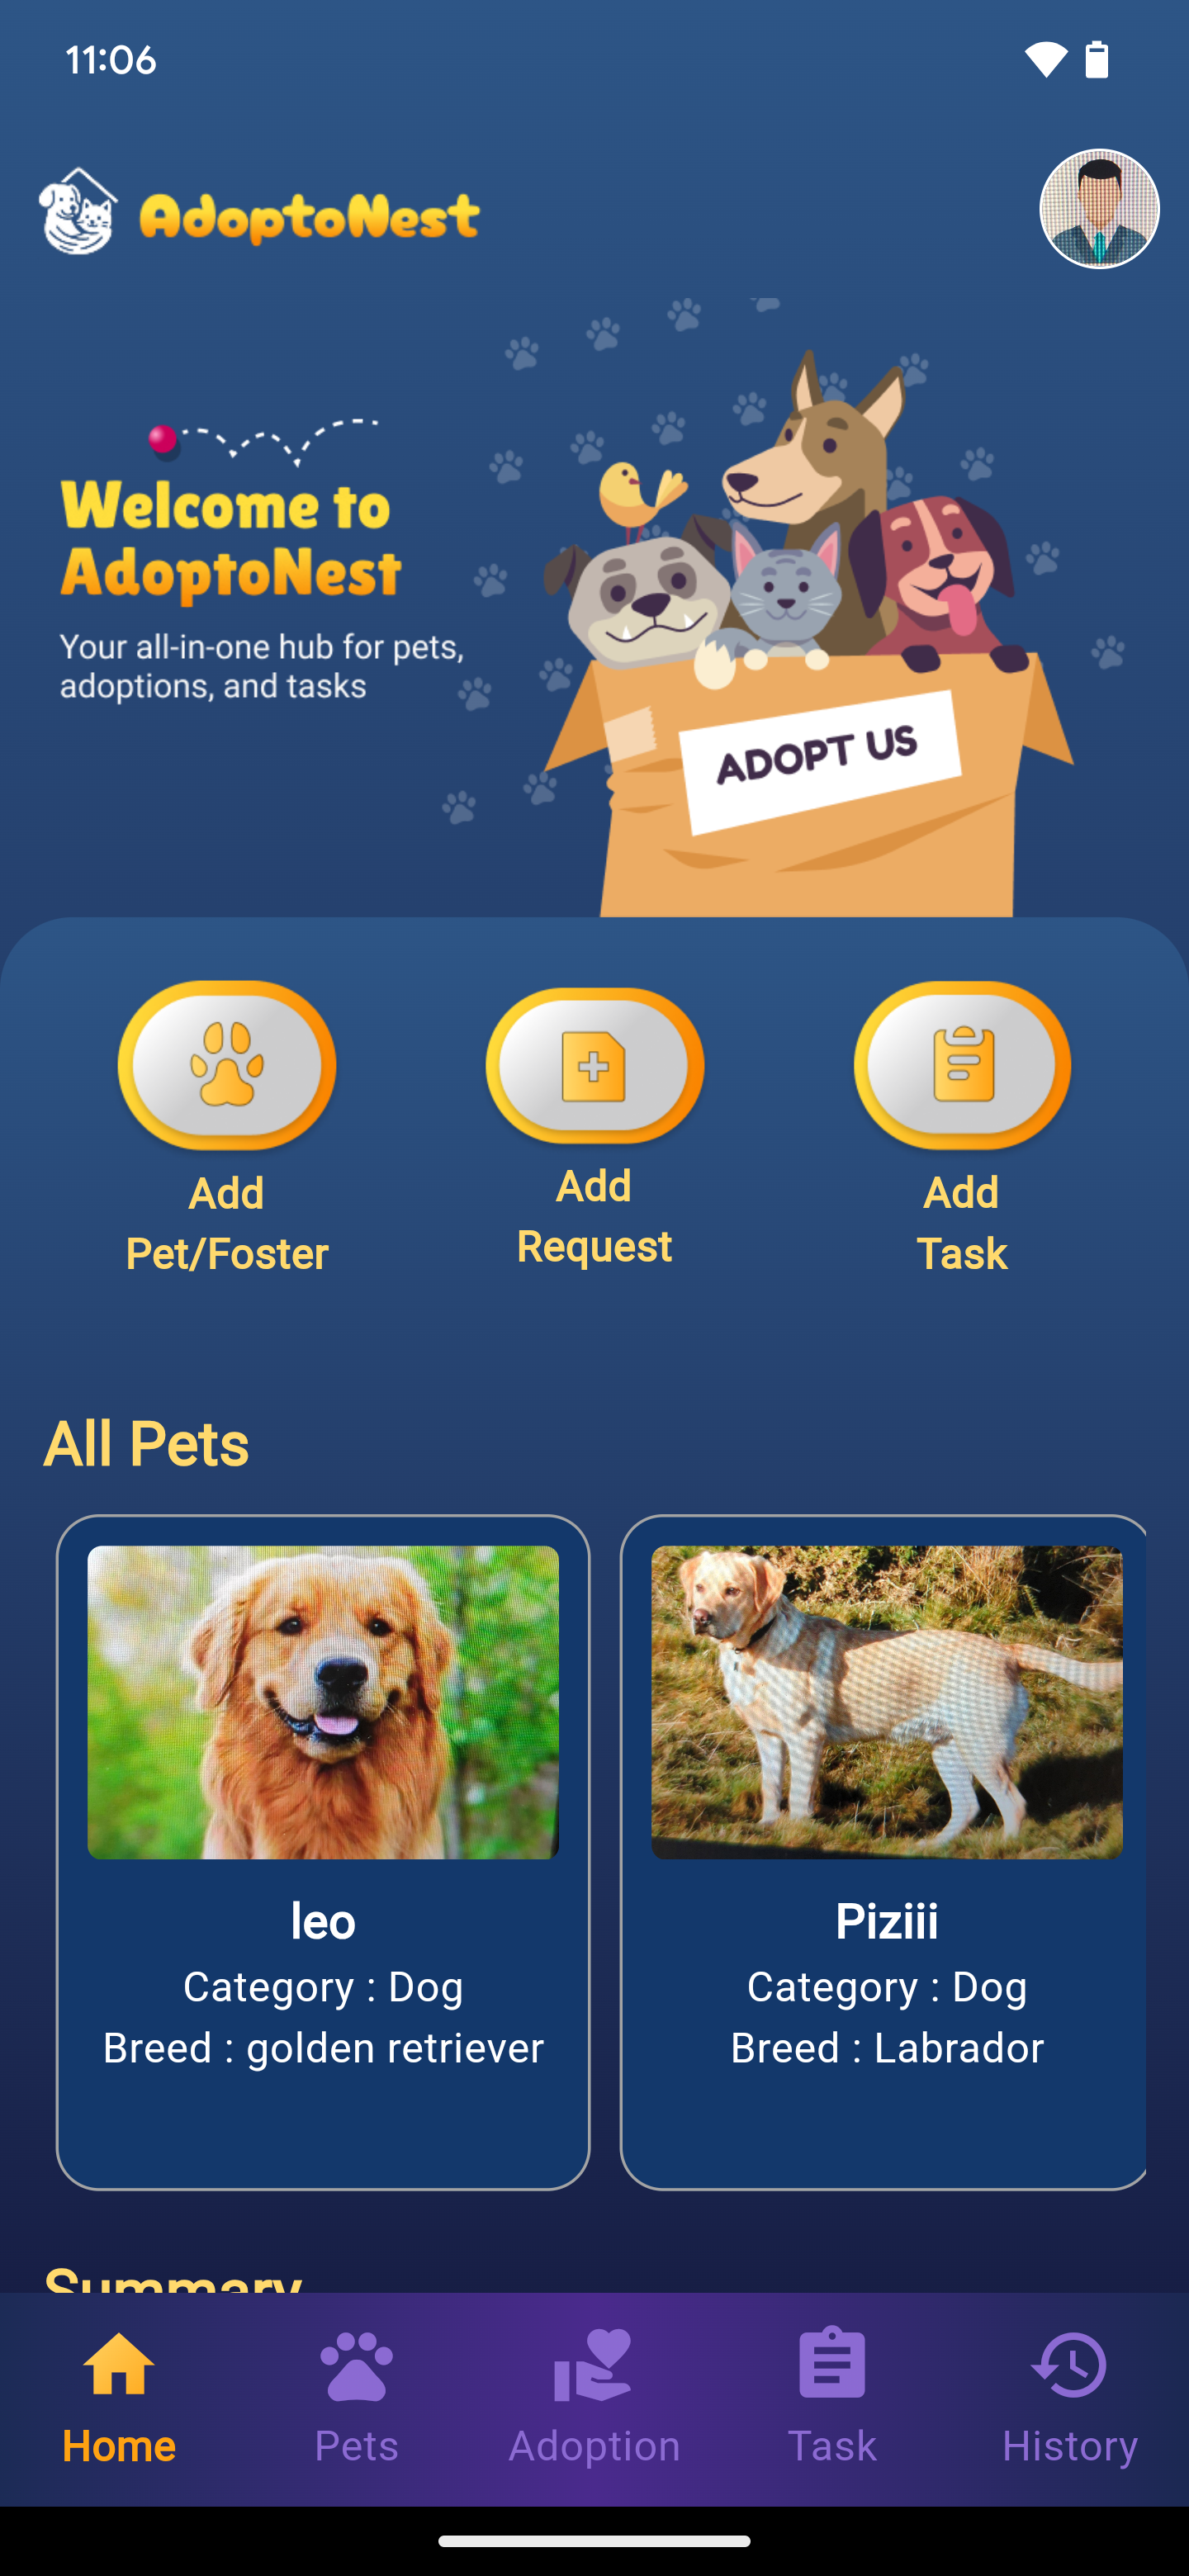 11:06
AdoptoNest
Welcome to
AdoptoNest
Your all-in-one hub for pets,
adoptions, and tasks
ADOPT US
Add
Pet/Foster
Add
Request
Add
Task
All Pets
leo
Category : Dog
Breed : golden retriever
Piziii
Category : Dog
Breed : Labrador
Summary
Home
Pets
Adoption
Task
History